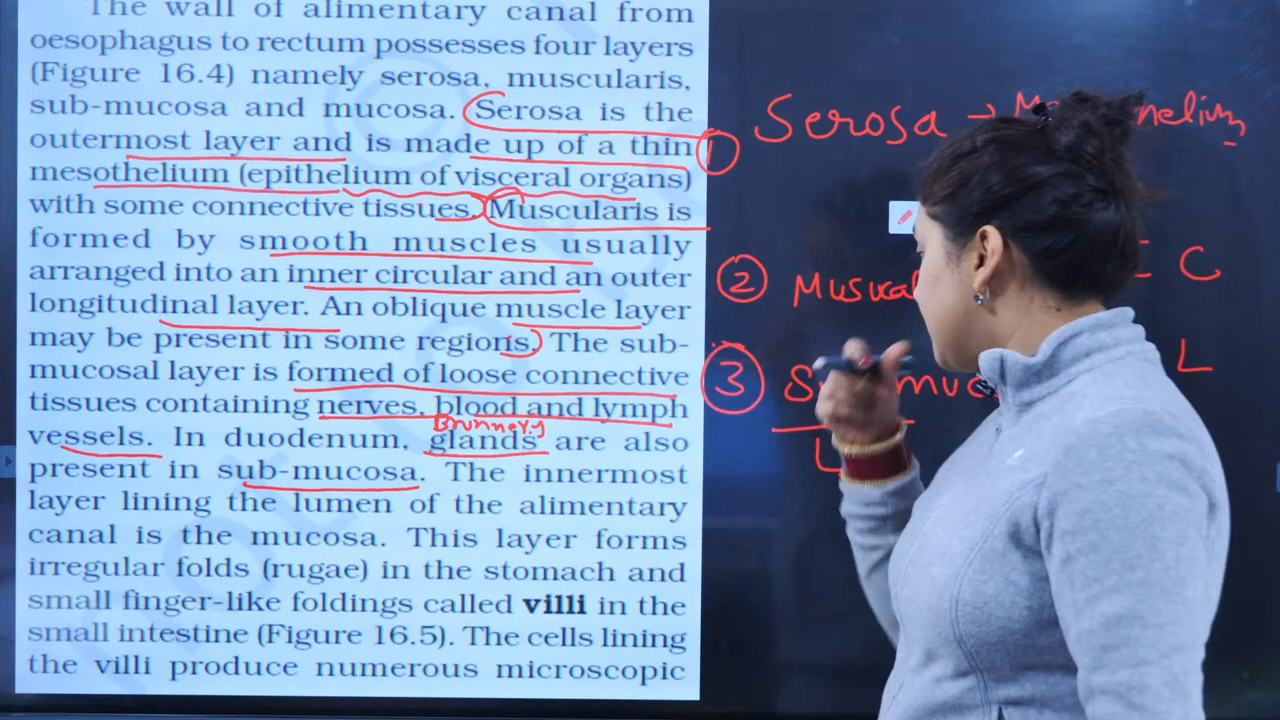 The wall of alimentary canal from
oesophagus to rectum possesses four layers
(Figure 16.4) namely serosa, muscularis,
sub-mucosa and mucosa. Serosa is the
outermost layer and is made up of a thin
mesothelium (epithelium of visceral organs)
with some connective tissues. Muscularis is
formed by smooth muscles usually
arranged into an inner circular and an outer
longitudinal layer. An oblique muscle layer
may be present in some regions. The sub-
mucosal layer is formed of loose connective
tissues containing nerves, blood and lymph
vessels. In duodenum, glands are also
present in sub-mucosa. The innermost
layer lining the lumen of the alimentary
canal is the mucosa. This layer forms
irregular folds (rugae) in the stomach and
small finger-like foldings called villi in the
small intestine (Figure 16.5). The cells lining
the villi produce numerous microscopic
① Serosa →
② C
③ L